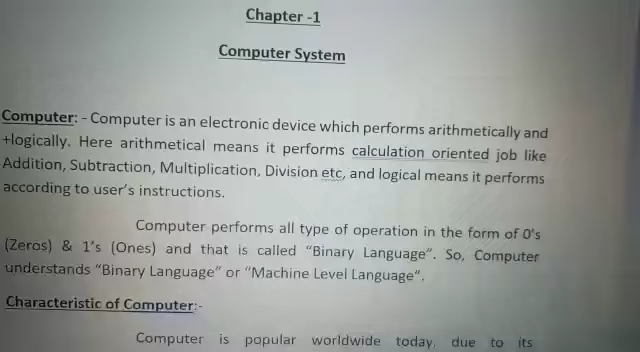 Chapter -1
Computer System
Computer: - Computer is an electronic device which performs arithmetically and
+logically. Here arithmetical means it performs calculation oriented job like
Addition, Subtraction, Multiplication, Division etc, and logical means it performs
according to user's instructions.
Computer performs all type of operation in the form of 0's
(Zeros) & 1's (Ones) and that is called "Binary Language". So, Computer
understands "Binary Language" or "Machine Level Language".
Characteristic of Computer:-
Computer is popular worldwide today, due to its